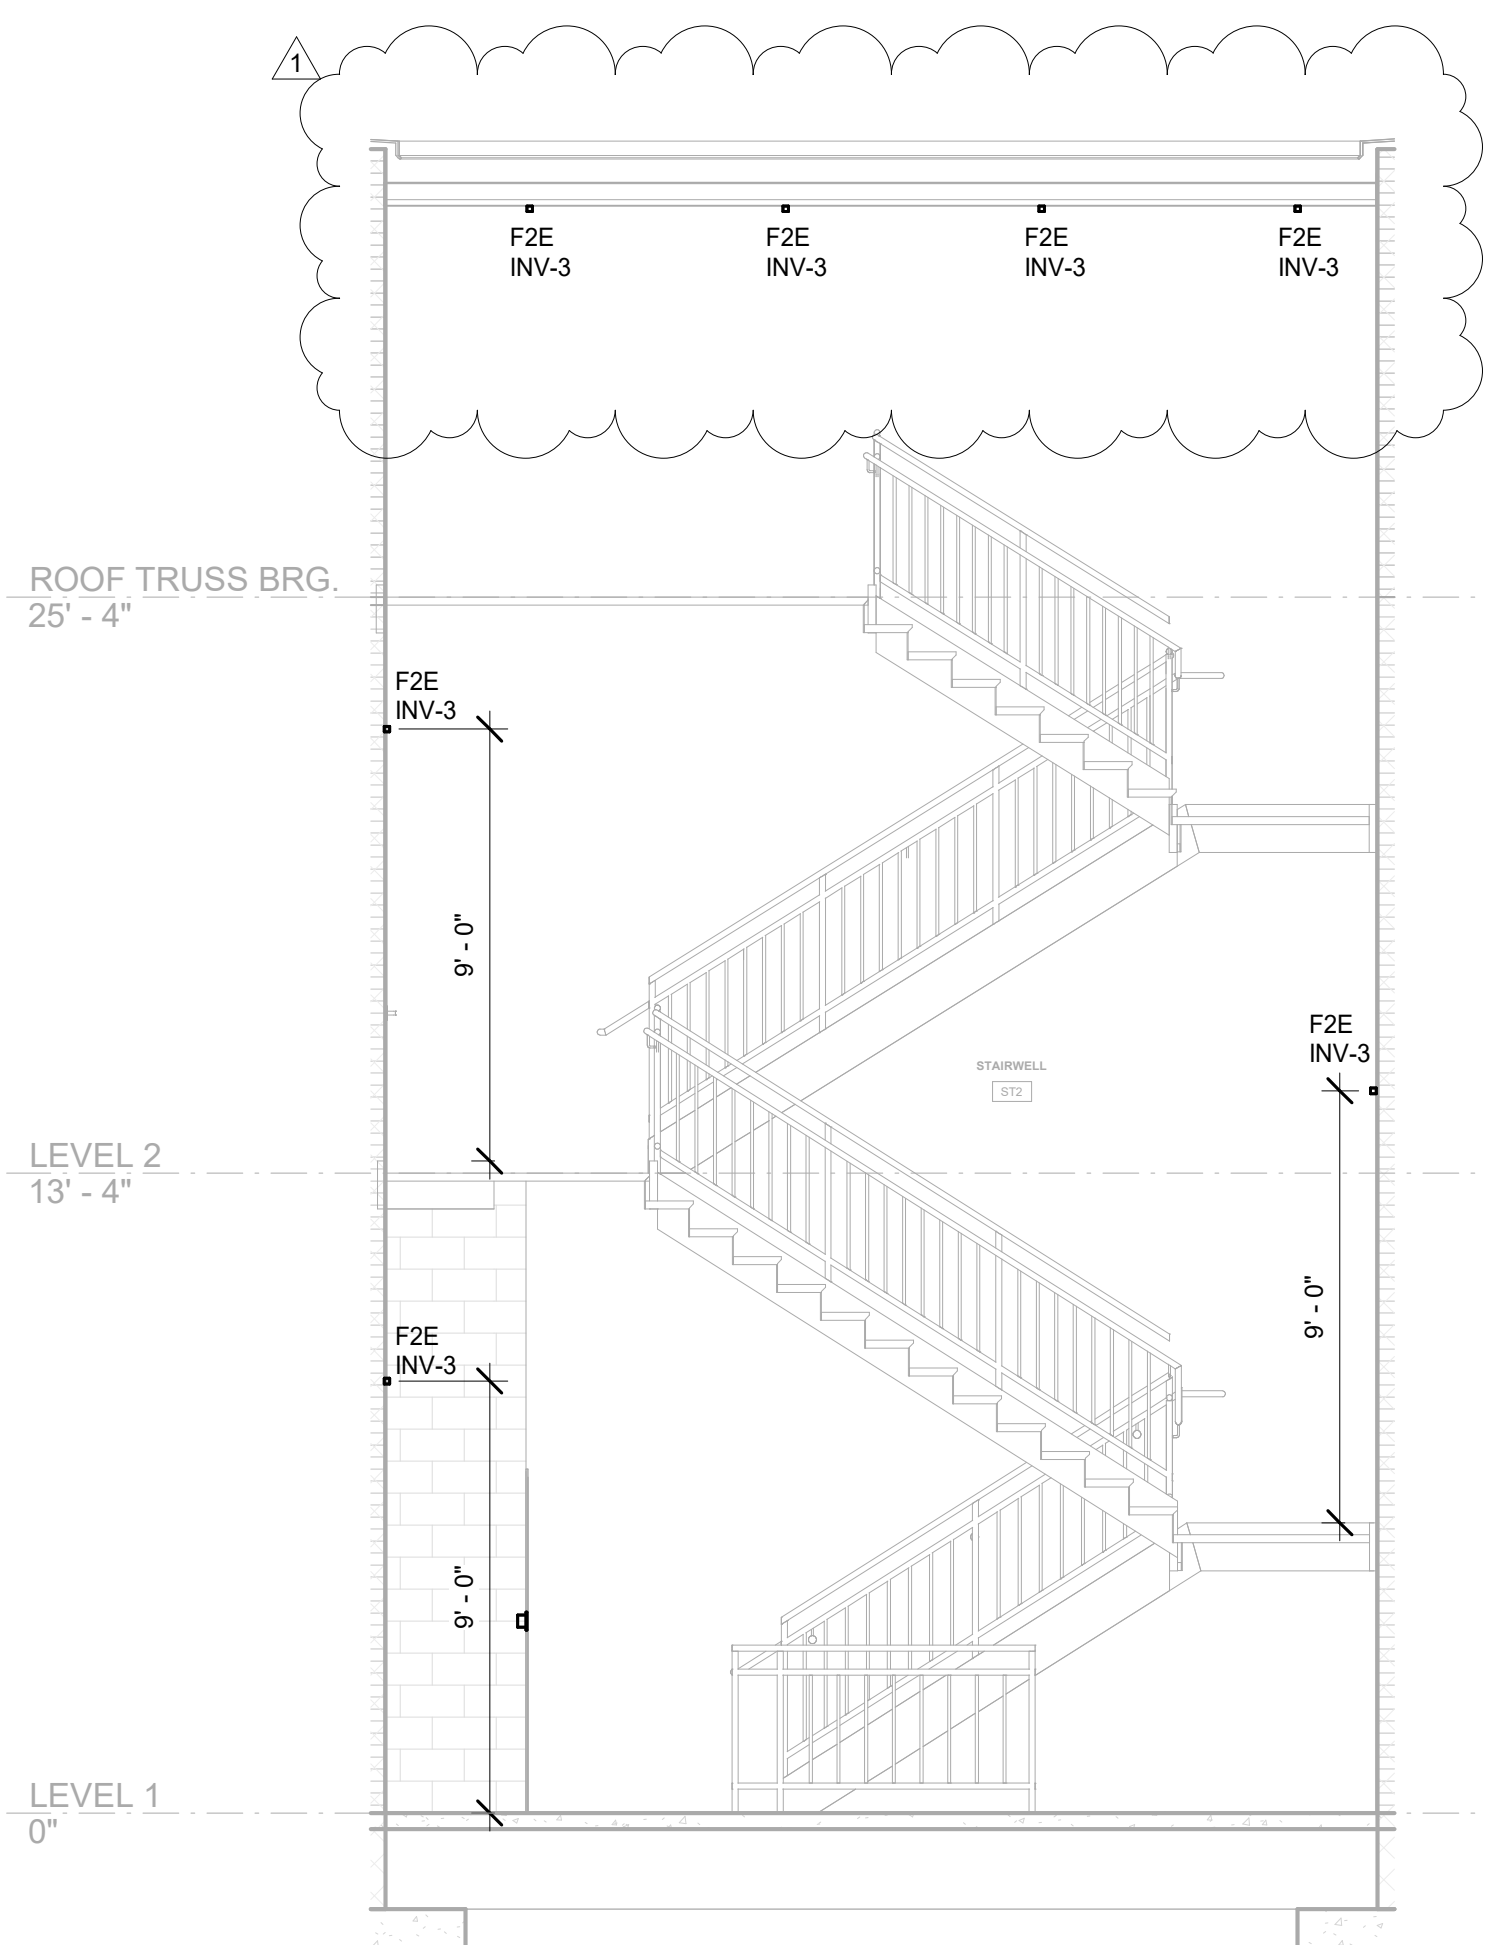 1
F2E
INV-3
F2E
INV-3
F2E
INV-3
F2E
INV-3
ROOF TRUSS BRG.
25' - 4"
F2E
INV-3
9' - 0"
F2E
INV-3
STAIRWELL
ST2
LEVEL 2
13' - 4"
9' - 0"
F2E
INV-3
9' - 0"
LEVEL 1
0"